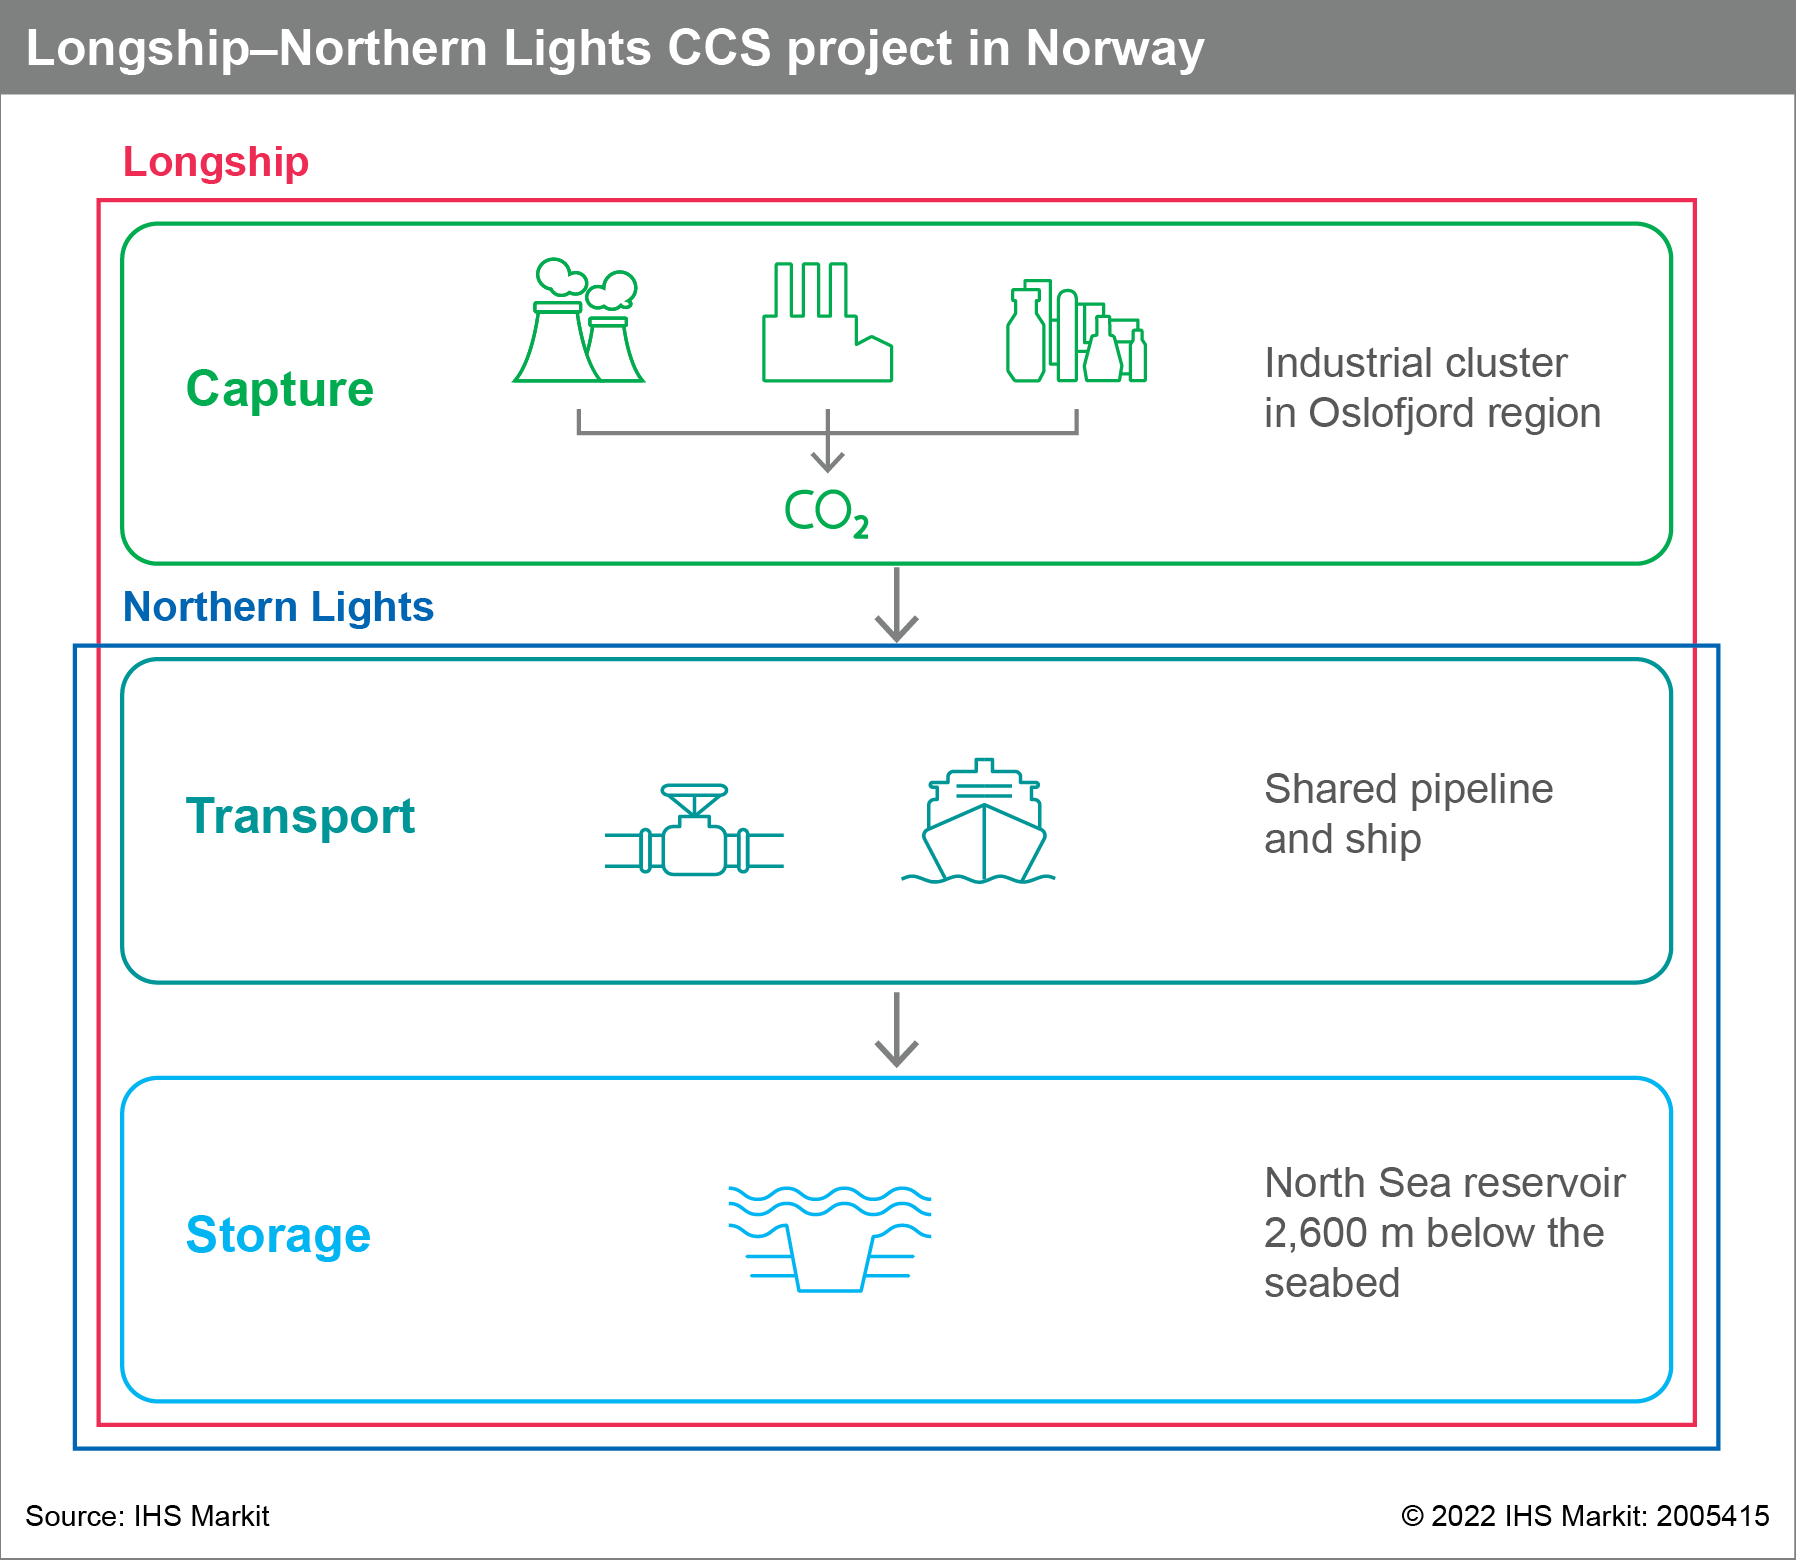 Longship–Northern Lights CCS project in Norway
Longship
Capture
Industrial cluster
in Oslofjord region
CO₂
Northern Lights
Transport
Shared pipeline
and ship
Storage
North Sea reservoir
2,600 m below the
seabed
Source: IHS Markit
© 2022 IHS Markit: 2005415